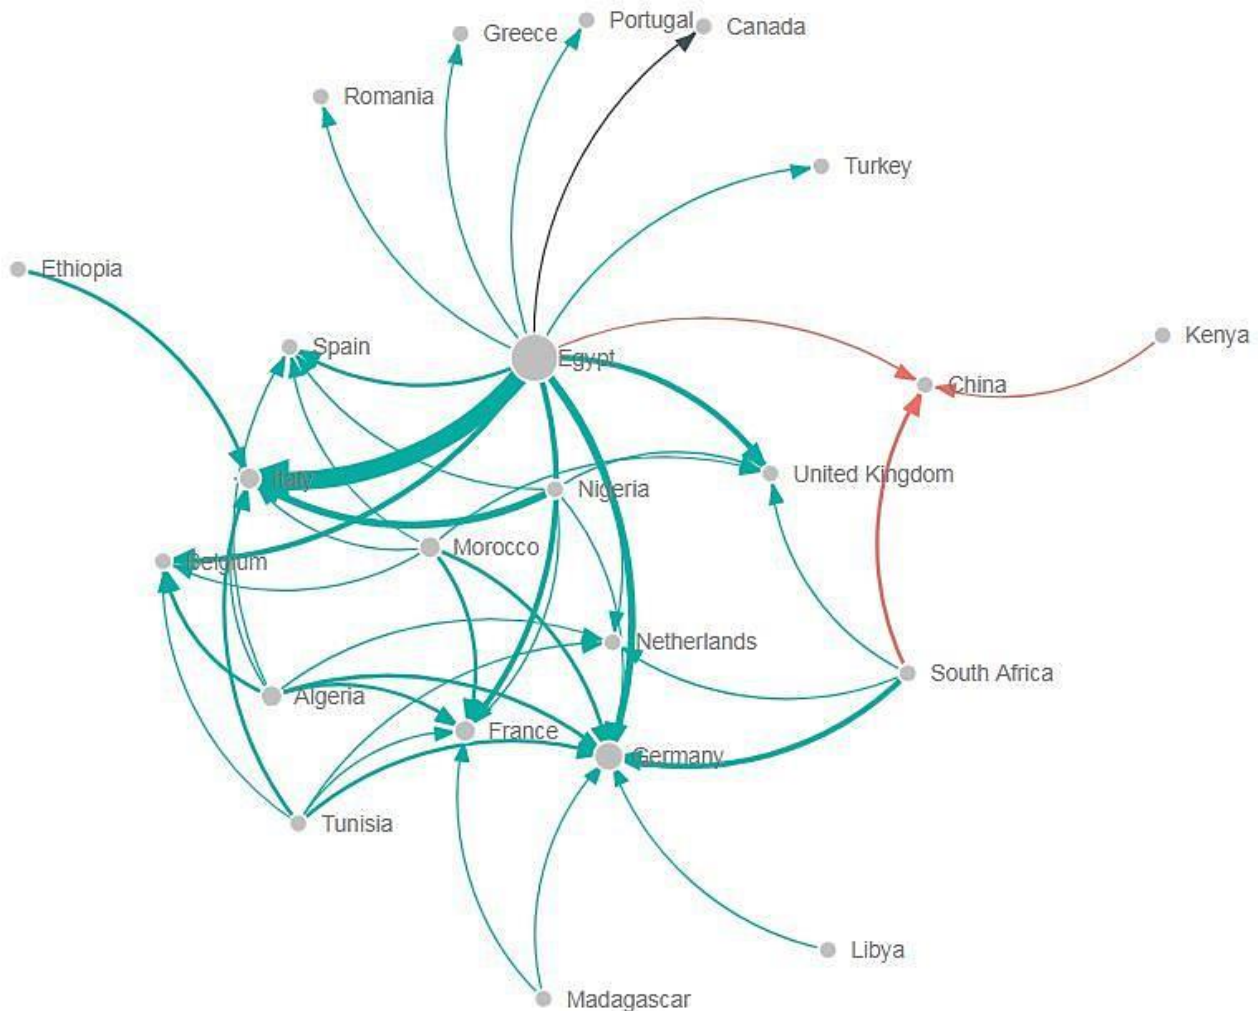 Portugal
Canada
Greece
Romania
Turkey
Ethiopia
Kenya
Spain
Egypt
China
Italy
Nigeria
United Kingdom
Morocco
Belgium
Netherlands
South Africa
Algeria
France
Germany
Tunisia
Libya
Madagascar